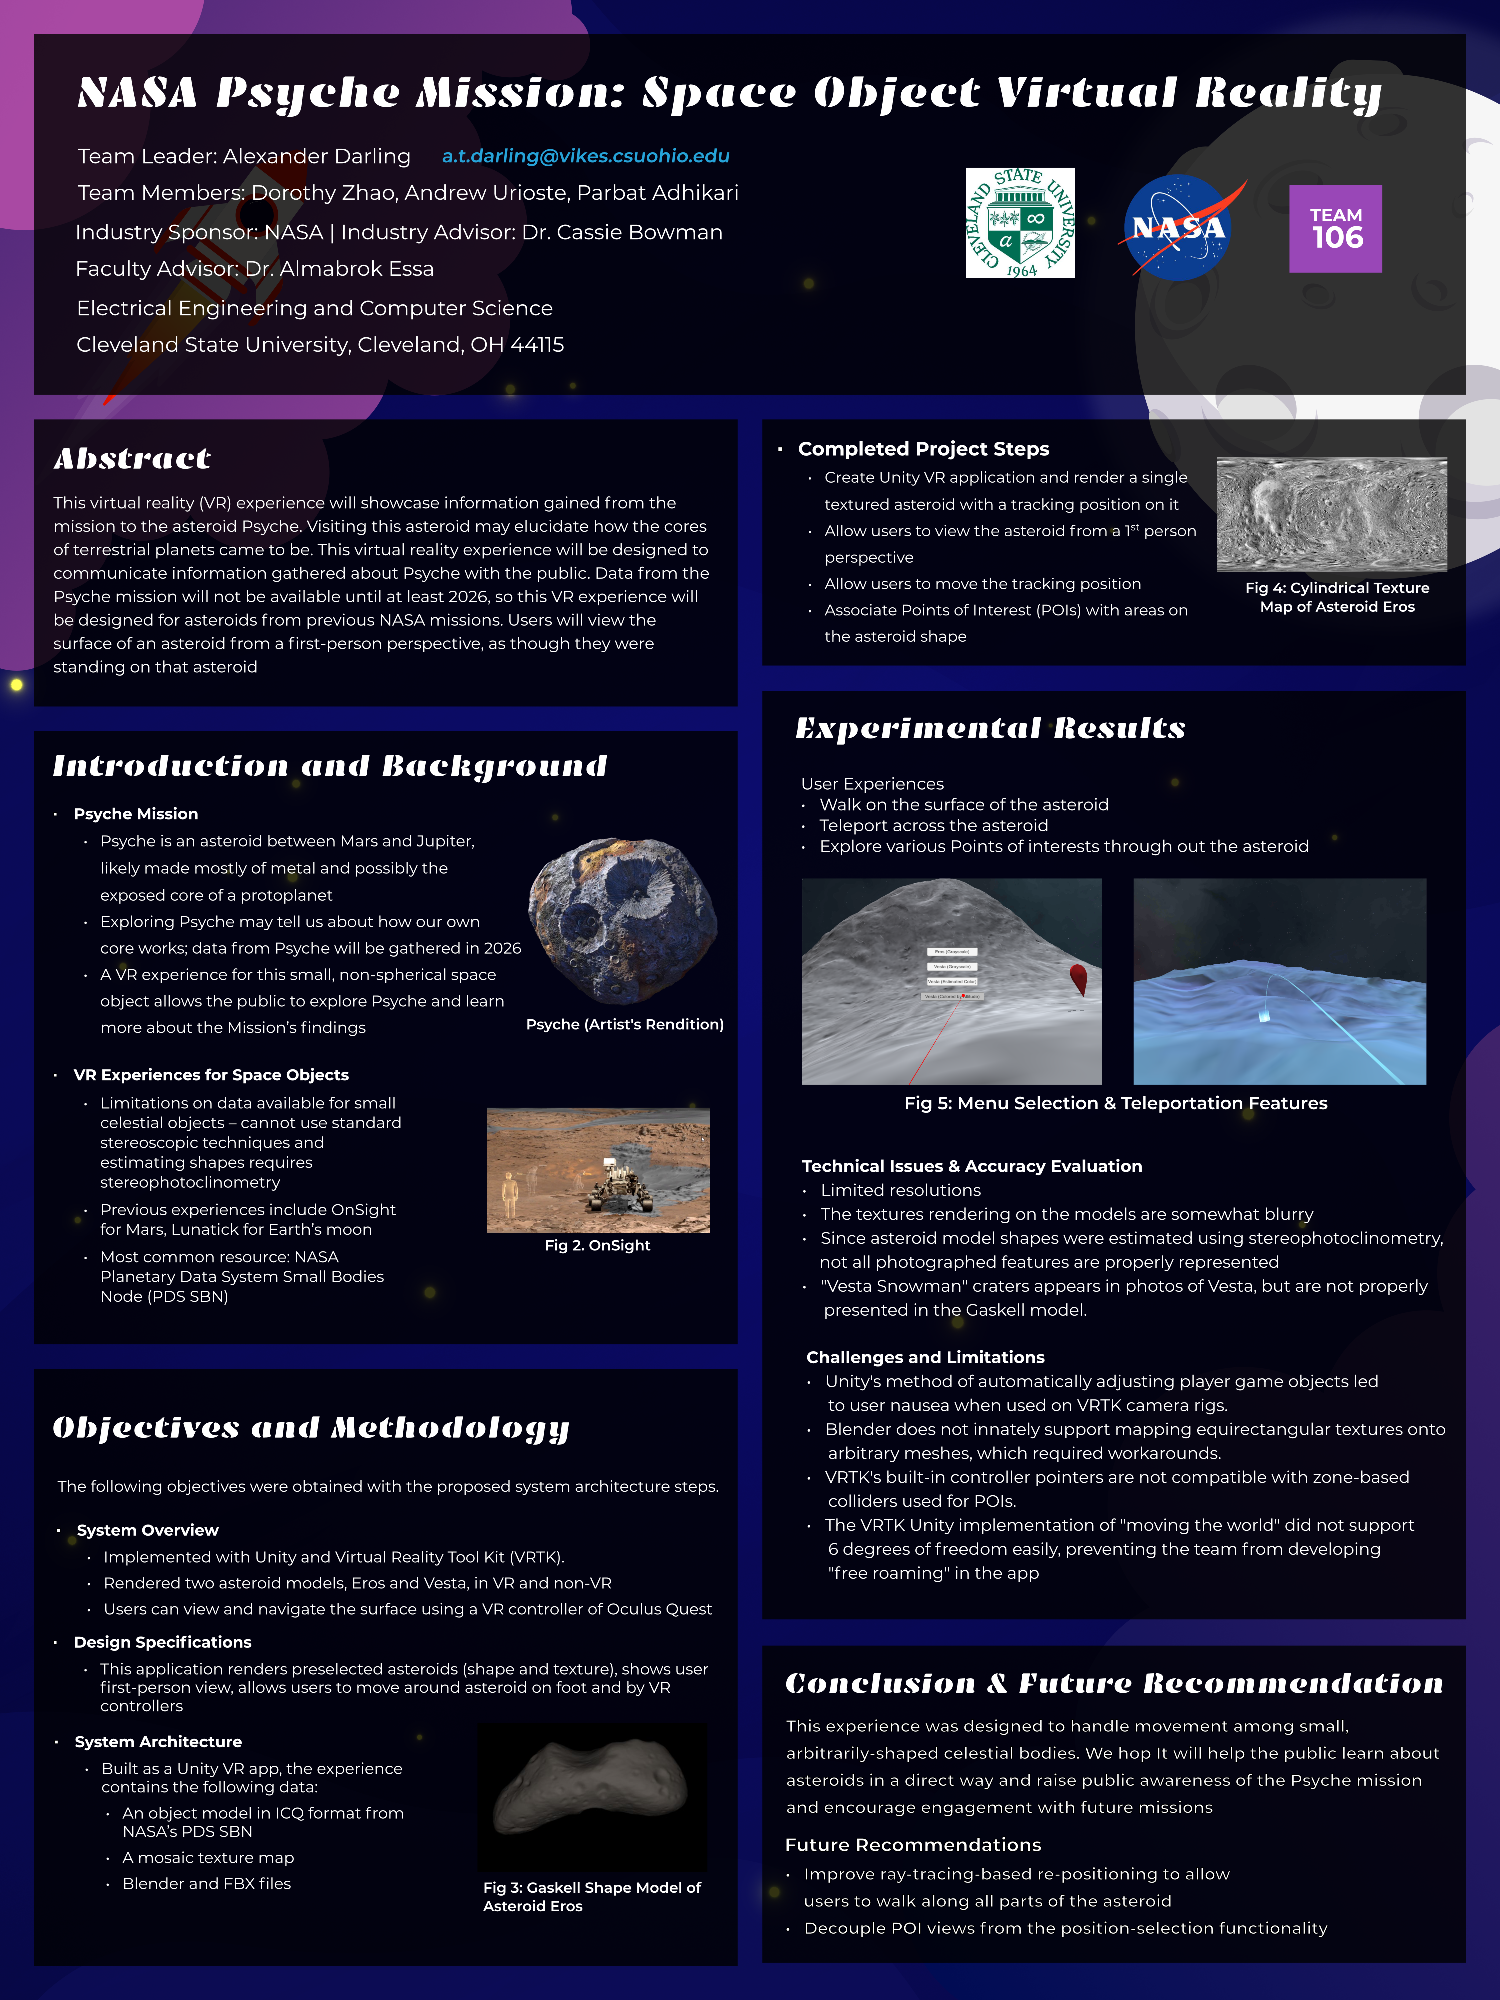 NASA Psyche Mission: Space Object Virtual Reality
Team Leader: Alexander Darling a.t.darling@vikes.csuohio.edu
Team Members: Dorothy Zhao, Andrew Urioste, Parbat Adhikari
Industry Sponsor: NASA | Industry Advisor: Dr. Cassie Bowman
Faculty Advisor: Dr. Almabrok Essa
Electrical Engineering and Computer Science
Cleveland State University, Cleveland, OH 44115
CLEVELAND STATE UNIVERSITY
1964
NASA
TEAM
106
Abstract
This virtual reality (VR) experience will showcase information gained from the
mission to the asteroid Psyche. Visiting this asteroid may elucidate how the cores
of terrestrial planets came to be. This virtual reality experience will be designed to
communicate information gathered about Psyche with the public. Data from the
Psyche mission will not be available until at least 2026, so this VR experience will
be designed for asteroids from previous NASA missions. Users will view the
surface of an asteroid from a first-person perspective, as though they were
standing on that asteroid
Introduction and Background
• Psyche Mission
• Psyche is an asteroid between Mars and Jupiter,
likely made mostly of metal and possibly the
exposed core of a protoplanet
• Exploring Psyche may tell us about how our own
core works; data from Psyche will be gathered in 2026
• A VR experience for this small, non-spherical space
object allows the public to explore Psyche and learn
more about the Mission's findings
Psyche (Artist's Rendition)
• VR Experiences for Space Objects
• Limitations on data available for small
celestial objects – cannot use standard
stereoscopic techniques and
estimating shapes requires
stereophotoclinometry
• Previous experiences include OnSight
for Mars, Lunatick for Earth's moon
• Most common resource: NASA
Planetary Data System Small Bodies
Node (PDS SBN)
Fig 2. OnSight
Objectives and Methodology
The following objectives were obtained with the proposed system architecture steps.
• System Overview
• Implemented with Unity and Virtual Reality Tool Kit (VRTK).
• Rendered two asteroid models, Eros and Vesta, in VR and non-VR
• Users can view and navigate the surface using a VR controller of Oculus Quest
• Design Specifications
• This application renders preselected asteroids (shape and texture), shows user
first-person view, allows users to move around asteroid on foot and by VR
controllers
• System Architecture
• Built as a Unity VR app, the experience
contains the following data:
• An object model in ICQ format from
NASA's PDS SBN
• A mosaic texture map
• Blender and FBX files
Fig 3: Gaskell Shape Model of
Asteroid Eros
• Completed Project Steps
• Create Unity VR application and render a single
textured asteroid with a tracking position on it
• Allow users to view the asteroid from a 1st person
perspective
• Allow users to move the tracking position
• Associate Points of Interest (POIs) with areas on
the asteroid shape
Fig 4: Cylindrical Texture
Map of Asteroid Eros
Experimental Results
User Experiences
• Walk on the surface of the asteroid
• Teleport across the asteroid
• Explore various Points of interests through out the asteroid
Eros (Grayscale)
Vesta (Grayscale)
Vesta (Estimated Color)
Fig 5: Menu Selection & Teleportation Features
Technical Issues & Accuracy Evaluation
• Limited resolutions
• The textures rendering on the models are somewhat blurry
• Since asteroid model shapes were estimated using stereophotoclinometry,
not all photographed features are properly represented
• "Vesta Snowman" craters appears in photos of Vesta, but are not properly
presented in the Gaskell model.
Challenges and Limitations
• Unity's method of automatically adjusting player game objects led
to user nausea when used on VRTK camera rigs.
• Blender does not innately support mapping equirectangular textures onto
arbitrary meshes, which required workarounds.
• VRTK's built-in controller pointers are not compatible with zone-based
colliders used for POIs.
• The VRTK Unity implementation of "moving the world" did not support
6 degrees of freedom easily, preventing the team from developing
"free roaming" in the app
Conclusion & Future Recommendation
This experience was designed to handle movement among small,
arbitrarily-shaped celestial bodies. We hop It will help the public learn about
asteroids in a direct way and raise public awareness of the Psyche mission
and encourage engagement with future missions
Future Recommendations
• Improve ray-tracing-based re-positioning to allow
users to walk along all parts of the asteroid
• Decouple POI views from the position-selection functionality